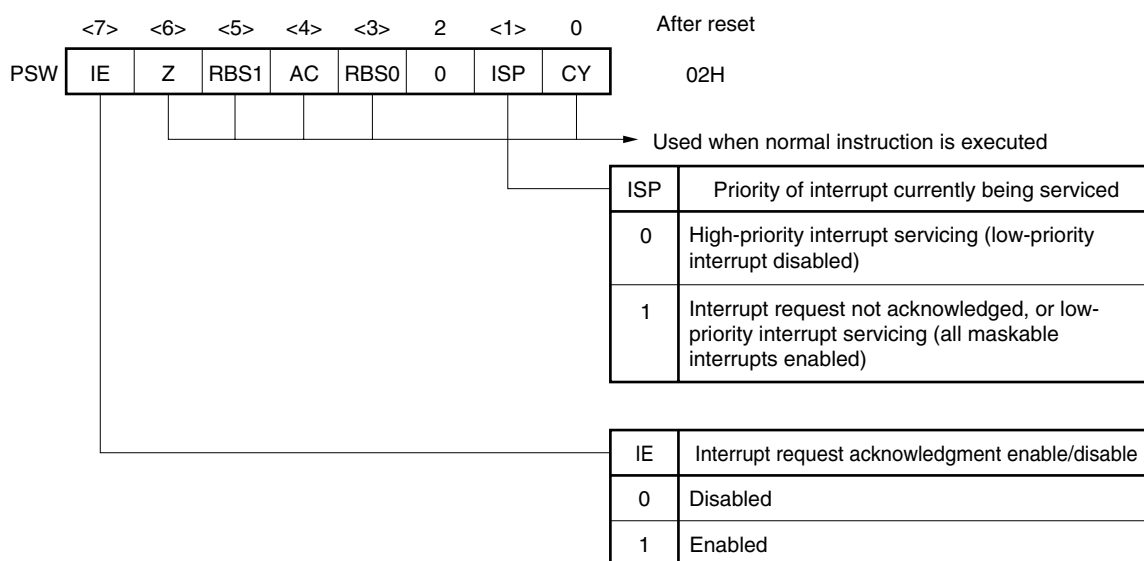 <7> <6> <5> <4> <3> 2 <1> 0 After reset
PSW IE Z RBS1 AC RBS0 0 ISP CY 02H
Used when normal instruction is executed
ISP Priority of interrupt currently being serviced
0 High-priority interrupt servicing (low-priority
interrupt disabled)
1 Interrupt request not acknowledged, or low-
priority interrupt servicing (all maskable
interrupts enabled)
IE Interrupt request acknowledgment enable/disable
0 Disabled
1 Enabled